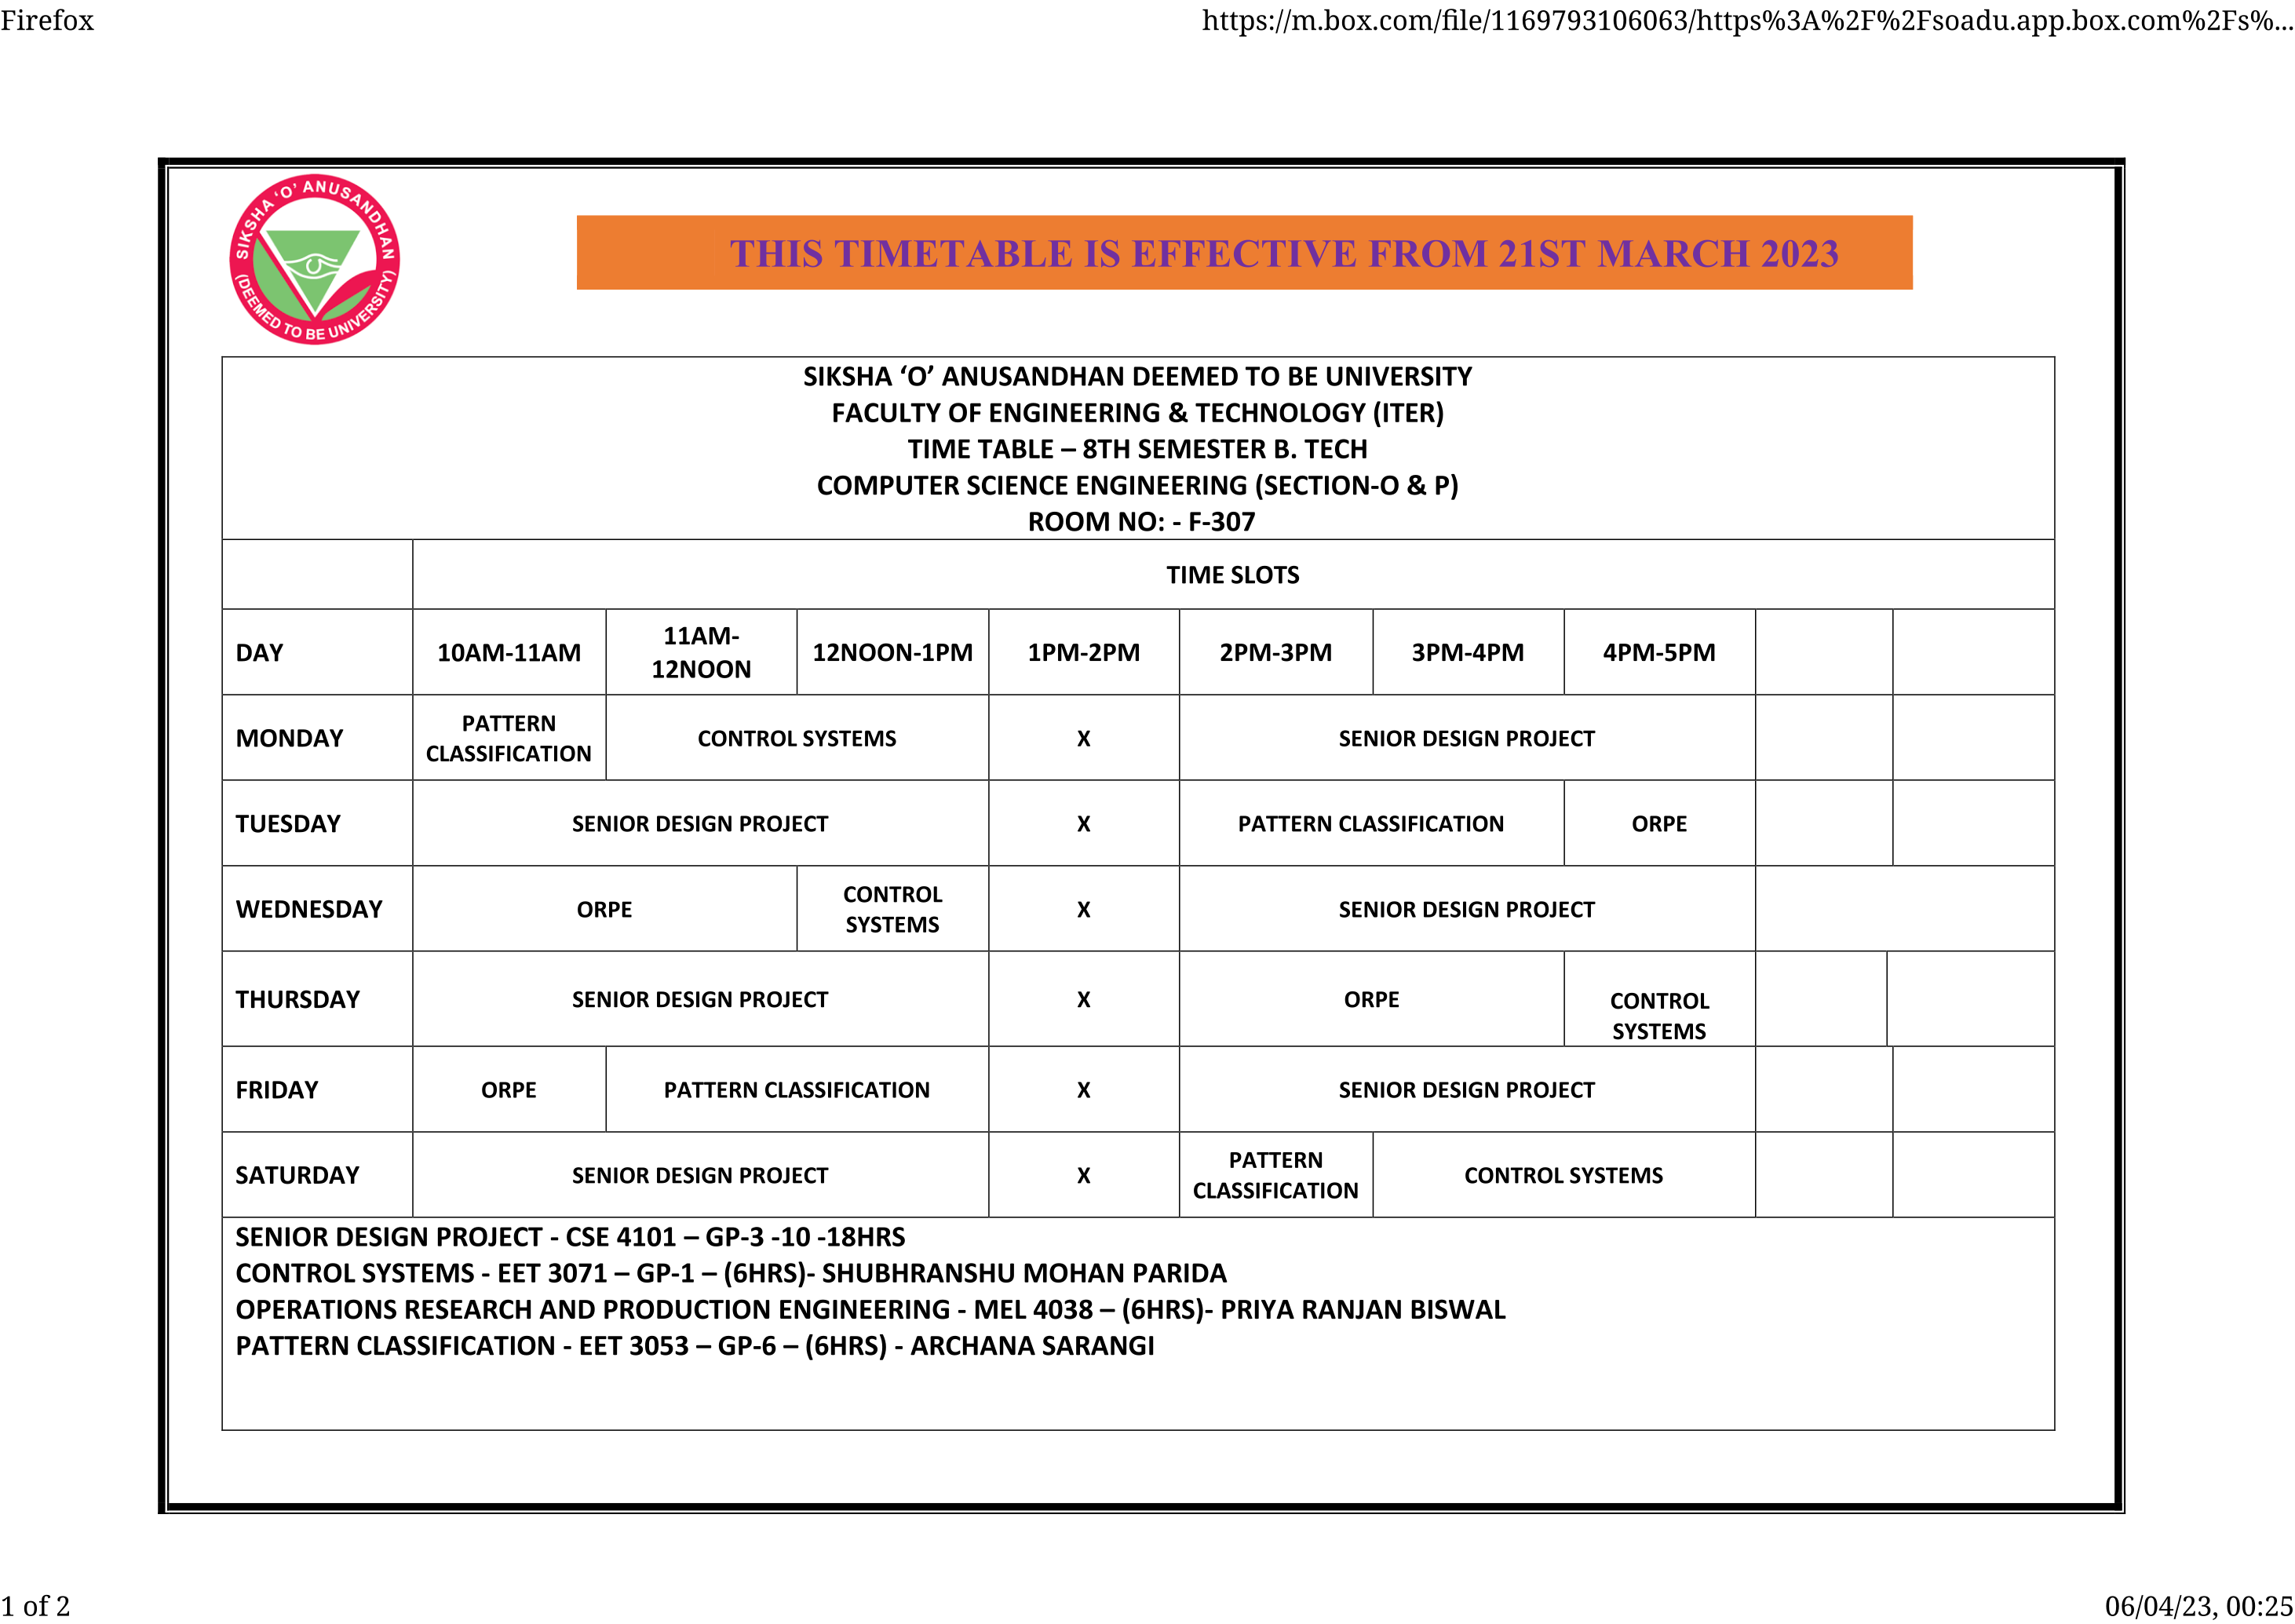 Firefox
https://m.box.com/file/1169793106063/https%3A%2F%2Fsoadu.app.box.com%2Fs%...
SIKSHA ‘O’ ANUSANDHAN
(DEEMED TO BE UNIVERSITY)
THIS TIMETABLE IS EFFECTIVE FROM 21ST MARCH 2023
SIKSHA ‘O’ ANUSANDHAN DEEMED TO BE UNIVERSITY
FACULTY OF ENGINEERING & TECHNOLOGY (ITER)
TIME TABLE – 8TH SEMESTER B. TECH
COMPUTER SCIENCE ENGINEERING (SECTION-O & P)
ROOM NO: - F-307
TIME SLOTS
DAY 10AM-11AM 11AM-12NOON 12NOON-1PM 1PM-2PM 2PM-3PM 3PM-4PM 4PM-5PM
MONDAY PATTERN CLASSIFICATION CONTROL SYSTEMS X SENIOR DESIGN PROJECT
TUESDAY SENIOR DESIGN PROJECT X PATTERN CLASSIFICATION ORPE
WEDNESDAY ORPE CONTROL SYSTEMS X SENIOR DESIGN PROJECT
THURSDAY SENIOR DESIGN PROJECT X ORPE CONTROL SYSTEMS
FRIDAY ORPE PATTERN CLASSIFICATION X SENIOR DESIGN PROJECT
SATURDAY SENIOR DESIGN PROJECT X PATTERN CLASSIFICATION CONTROL SYSTEMS
SENIOR DESIGN PROJECT - CSE 4101 – GP-3 -10 -18HRS
CONTROL SYSTEMS - EET 3071 – GP-1 – (6HRS)- SHUBHRANSHU MOHAN PARIDA
OPERATIONS RESEARCH AND PRODUCTION ENGINEERING - MEL 4038 – (6HRS)- PRIYA RANJAN BISWAL
PATTERN CLASSIFICATION - EET 3053 – GP-6 – (6HRS) - ARCHANA SARANGI
1 of 2
06/04/23, 00:25